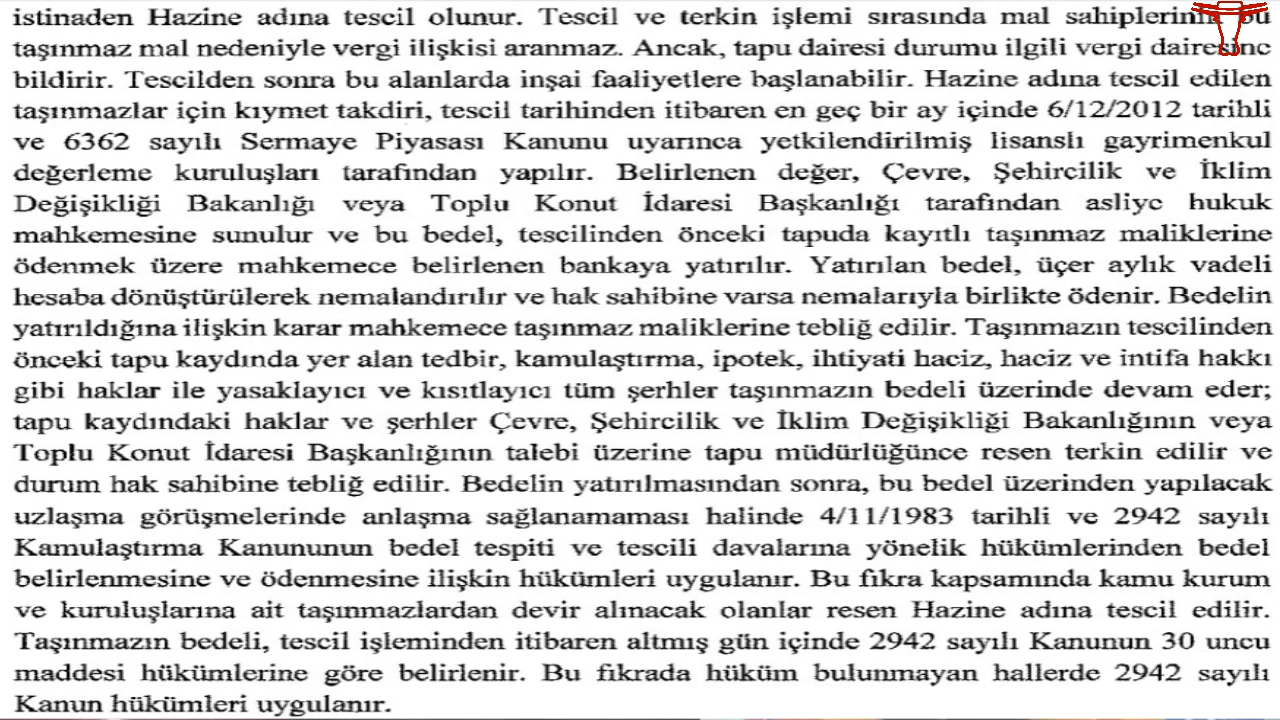 istinaden Hazine adına tescil olunur. Tescil ve terkin işlemi sırasında mal sahiplerinin bu
taşınmaz mal nedeniyle vergi ilişkisi aranmaz. Ancak, tapu dairesi durumu ilgili vergi dairesine
bildirir. Tescilden sonra bu alanlarda inşai faaliyetlere başlanabilir. Hazine adına tescil edilen
taşınmazlar için kıymet takdiri, tescil tarihinden itibaren en geç bir ay içinde 6/12/2012 tarihli
ve 6362 sayılı Sermaye Piyasası Kanunu uyarınca yetkilendirilmiş lisanslı gayrimenkul
değerleme kuruluşları tarafından yapılır. Belirlenen değer, Çevre, Şehircilik ve İklim
Değişikliği Bakanlığı veya Toplu Konut İdaresi Başkanlığı tarafından asliye hukuk
mahkemesine sunulur ve bu bedel, tescilinden önceki tapuda kayıtlı taşınmaz maliklerine
ödenmek üzere mahkemece belirlenen bankaya yatırılır. Yatırılan bedel, üçer aylık vadeli
hesaba dönüştürülerek nemalandırılır ve hak sahibine varsa nemalarıyla birlikte ödenir. Bedelin
yatırıldığına ilişkin karar mahkemece taşınmaz maliklerine tebliğ edilir. Taşınmazın tescilinden
önceki tapu kaydında yer alan tedbir, kamulaştırma, ipotek, ihtiyati haciz, haciz ve intifa hakkı
gibi haklar ile yasaklayıcı ve kısıtlayıcı tüm şerhler taşınmazın bedeli üzerinde devam eder;
tapu kaydındaki haklar ve şerhler Çevre, Şehircilik ve İklim Değişikliği Bakanlığının veya
Toplu Konut İdaresi Başkanlığının talebi üzerine tapu müdürlüğünce resen terkin edilir ve
durum hak sahibine tebliğ edilir. Bedelin yatırılmasından sonra, bu bedel üzerinden yapılacak
uzlaşma görüşmelerinde anlaşma sağlanamaması halinde 4/11/1983 tarihli ve 2942 sayılı
Kamulaştırma Kanununun bedel tespiti ve tescili davalarına yönelik hükümlerinden bedel
belirlenmesine ve ödenmesine ilişkin hükümleri uygulanır. Bu fıkra kapsamında kamu kurum
ve kuruluşlarına ait taşınmazlardan devir alınacak olanlar resen Hazine adına tescil edilir.
Taşınmazın bedeli, tescil işleminden itibaren altmış gün içinde 2942 sayılı Kanunun 30 uncu
maddesi hükümlerine göre belirlenir. Bu fıkrada hüküm bulunmayan hallerde 2942 sayılı
Kanun hükümleri uygulanır.